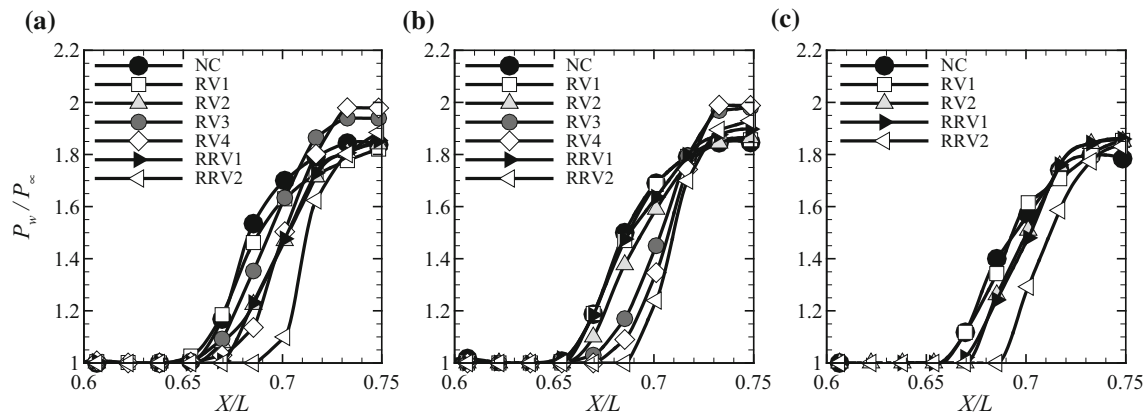 (a)
P_w / P_∞
2.2
2
1.8
1.6
1.4
1.2
1
0.6
0.65
0.7
0.75
X/L
NC
RV1
RV2
RV3
RV4
RRV1
RRV2
(b)
2.2
2
1.8
1.6
1.4
1.2
1
0.6
0.65
0.7
0.75
X/L
NC
RV1
RV2
RV3
RV4
RRV1
RRV2
(c)
2.2
2
1.8
1.6
1.4
1.2
1
0.6
0.65
0.7
0.75
X/L
NC
RV1
RV2
RRV1
RRV2